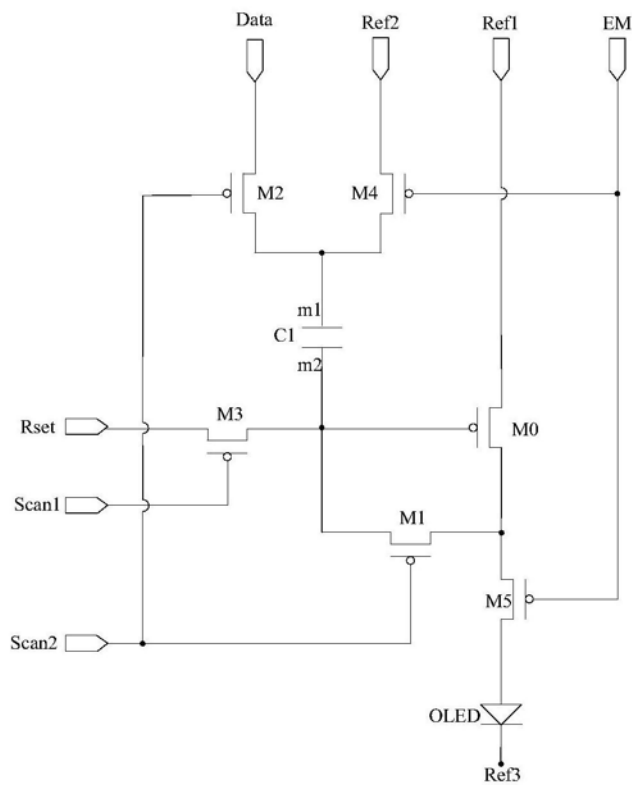 Data
Ref2
Ref1
EM
M2
M4
m1
C1
m2
M3
Rset
M0
Scan1
M1
M5
Scan2
OLED
Ref3